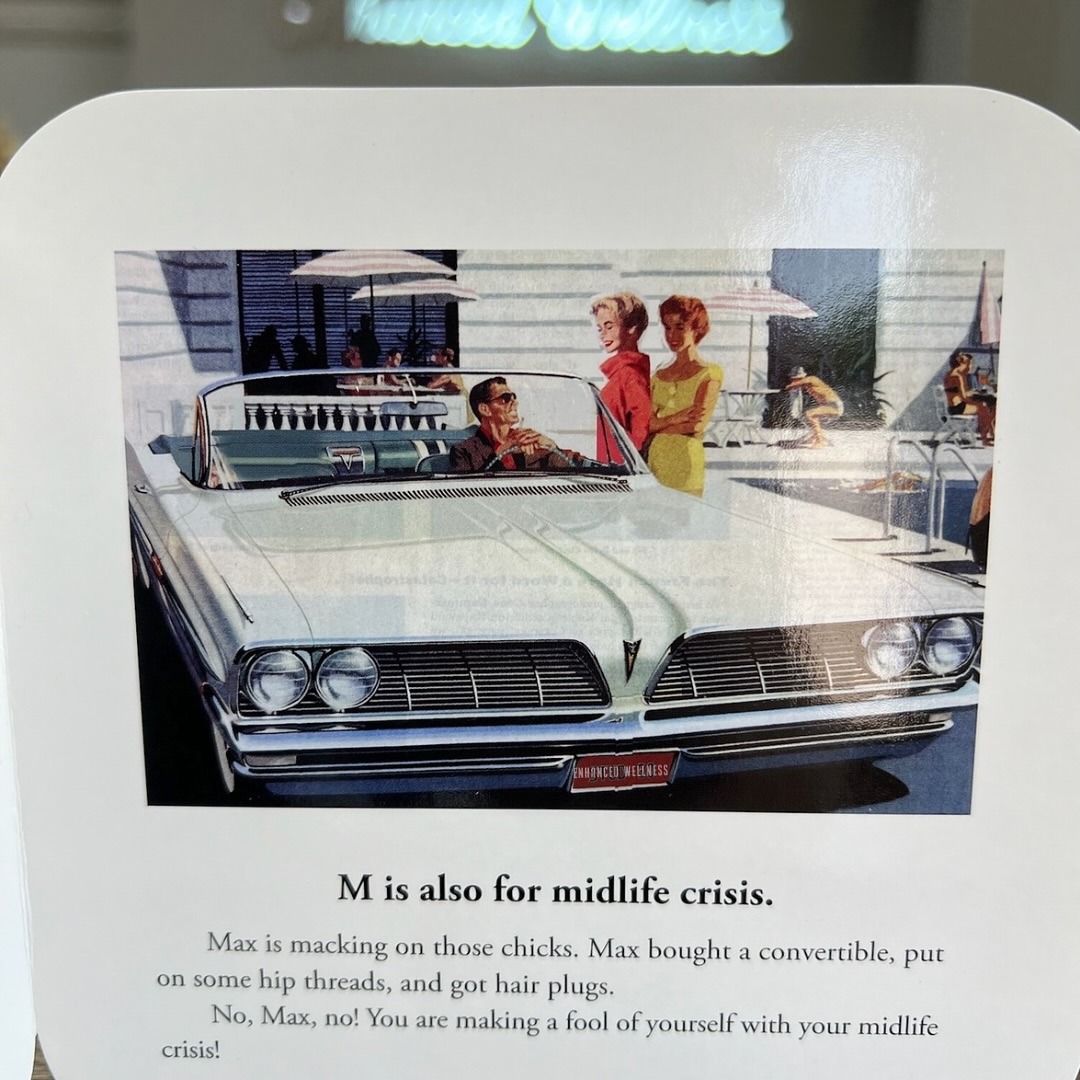 Wellness
ENHANCED WELLNESS
M is also for midlife crisis.
Max is macking on those chicks. Max bought a convertible, put
on some hip threads, and got hair plugs.
No, Max, no! You are making a fool of yourself with your midlife
crisis!